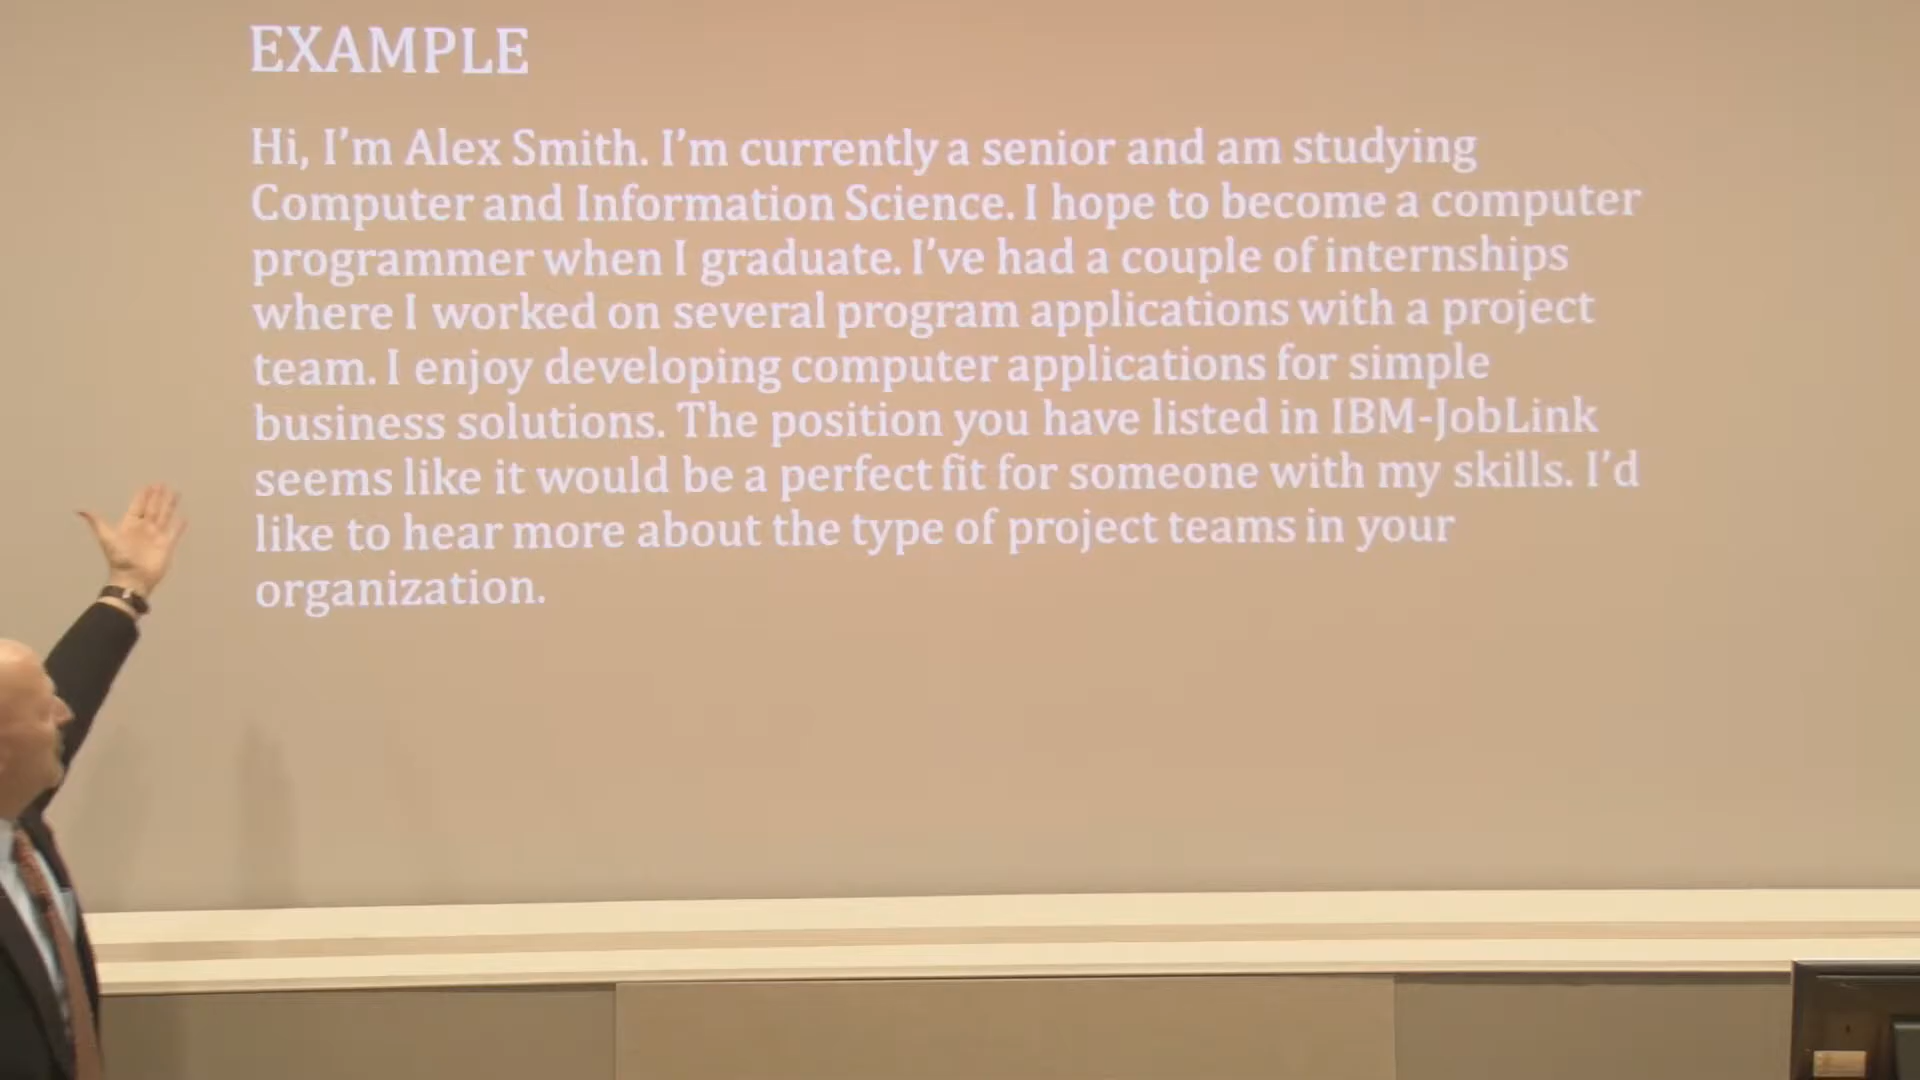 EXAMPLE
Hi, I'm Alex Smith. I'm currently a senior and am studying
Computer and Information Science. I hope to become a computer
programmer when I graduate. I've had a couple of internships
where I worked on several program applications with a project
team. I enjoy developing computer applications for simple
business solutions. The position you have listed in IBM-JobLink
seems like it would be a perfect fit for someone with my skills. I'd
like to hear more about the type of project teams in your
organization.